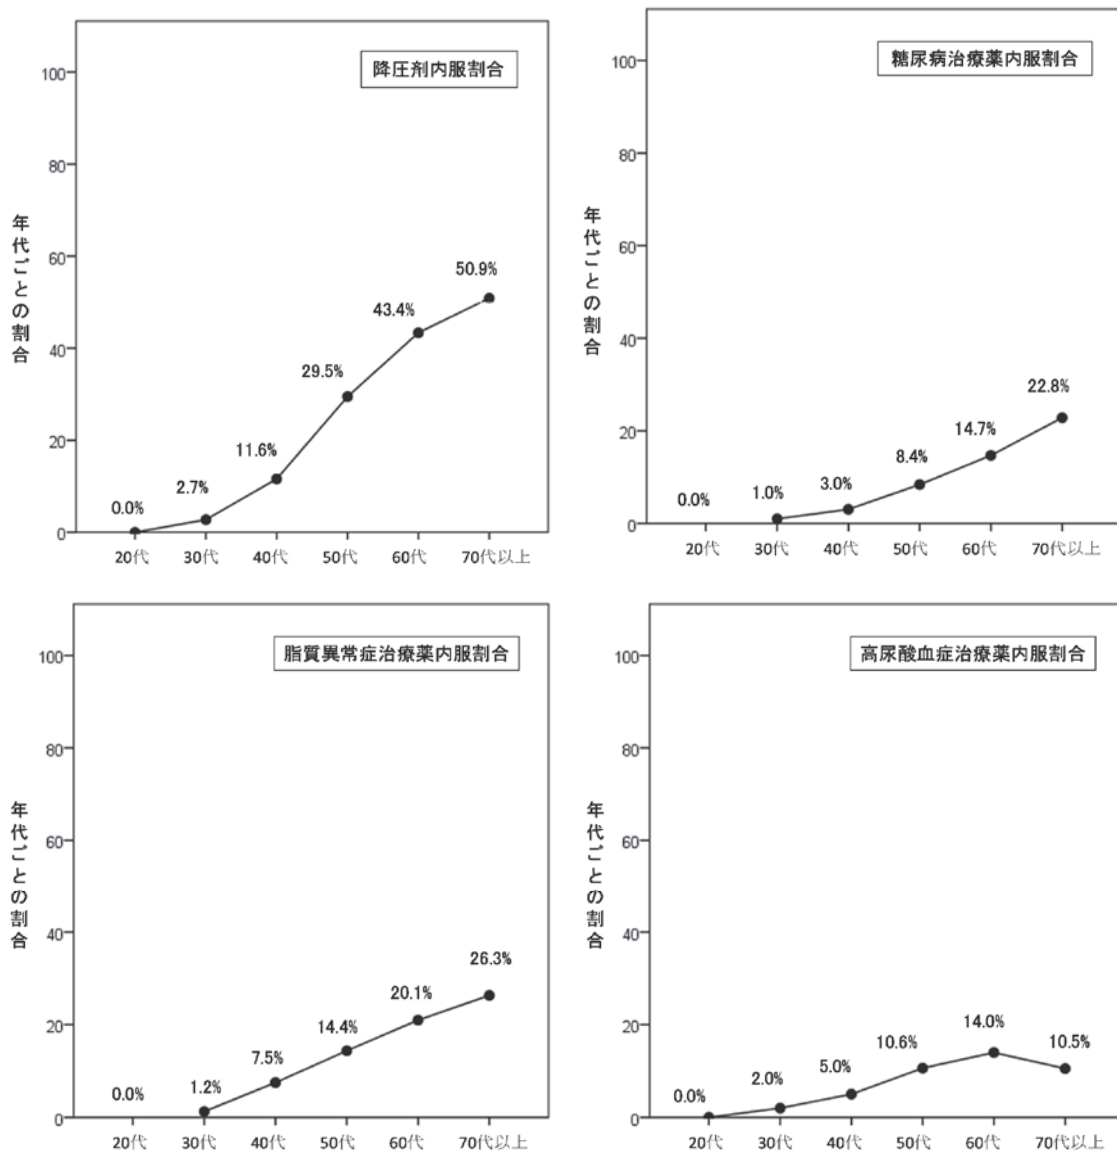 降圧剤内服割合
年代ごとの割合
100
80
60
40
20
0
0.0%
2.7%
11.6%
29.5%
43.4%
50.9%
20代
30代
40代
50代
60代
70代以上
糖尿病治療薬内服割合
年代ごとの割合
100
80
60
40
20
0
0.0%
1.0%
3.0%
8.4%
14.7%
22.8%
20代
30代
40代
50代
60代
70代以上
脂質異常症治療薬内服割合
年代ごとの割合
100
80
60
40
20
0
0.0%
1.2%
7.5%
14.4%
20.1%
26.3%
20代
30代
40代
50代
60代
70代以上
高尿酸血症治療薬内服割合
年代ごとの割合
100
80
60
40
20
0
0.0%
2.0%
5.0%
10.6%
14.0%
10.5%
20代
30代
40代
50代
60代
70代以上